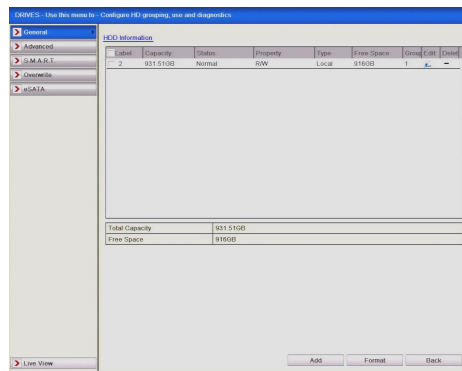 DRIVES - Use this menu to - Configure HD grouping, use and diagnostics
General
Advanced
S.M.A.R.T.
Overwrite
eSATA
Live View
HDD Information
Label Capacity Status Property Type Free Space Group Edit Delet
2 931.51GB Normal R/W Local 916GB 1
Total Capacity 931.51GB
Free Space 916GB
Add Format Back